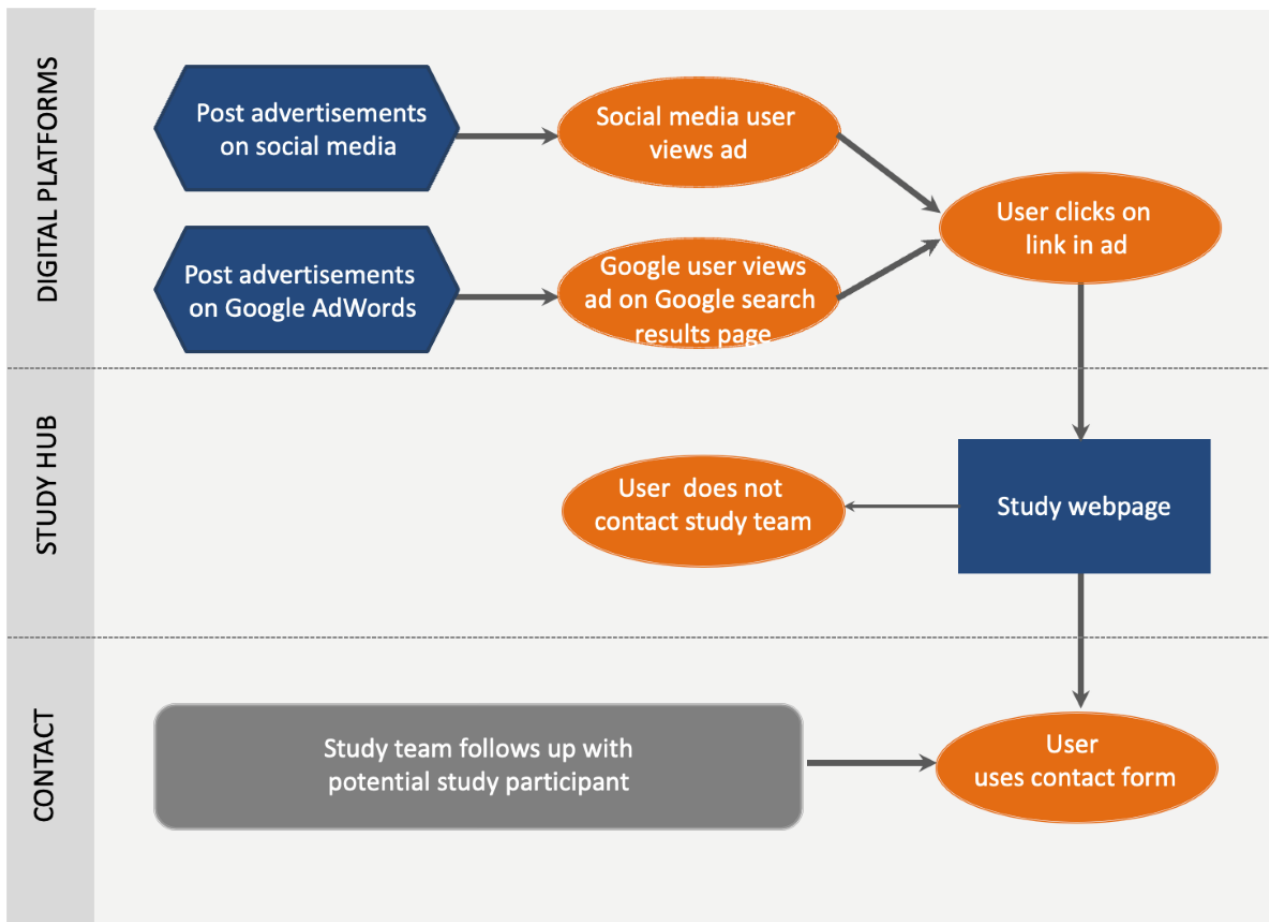 DIGITAL PLATFORMS
Post advertisements
on social media
Social media user
views ad
User clicks on
link in ad
Post advertisements
on Google AdWords
Google user views
ad on Google search
results page
STUDY HUB
User does not
contact study team
Study webpage
CONTACT
Study team follows up with
potential study participant
User
uses contact form